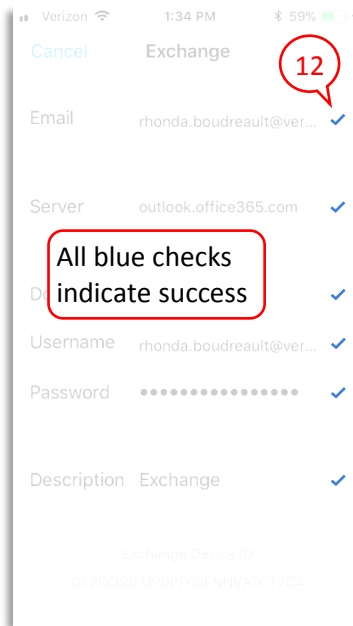 Verizon 1:34 PM 59%
Cancel Exchange
12
Email rhonda.boudreault@ver...
Server outlook.office365.com
All blue checks
indicate success
Username rhonda.boudreault@ver...
Password ●●●●●●●●●●●●●●●●
Description Exchange
Exchange Device ID